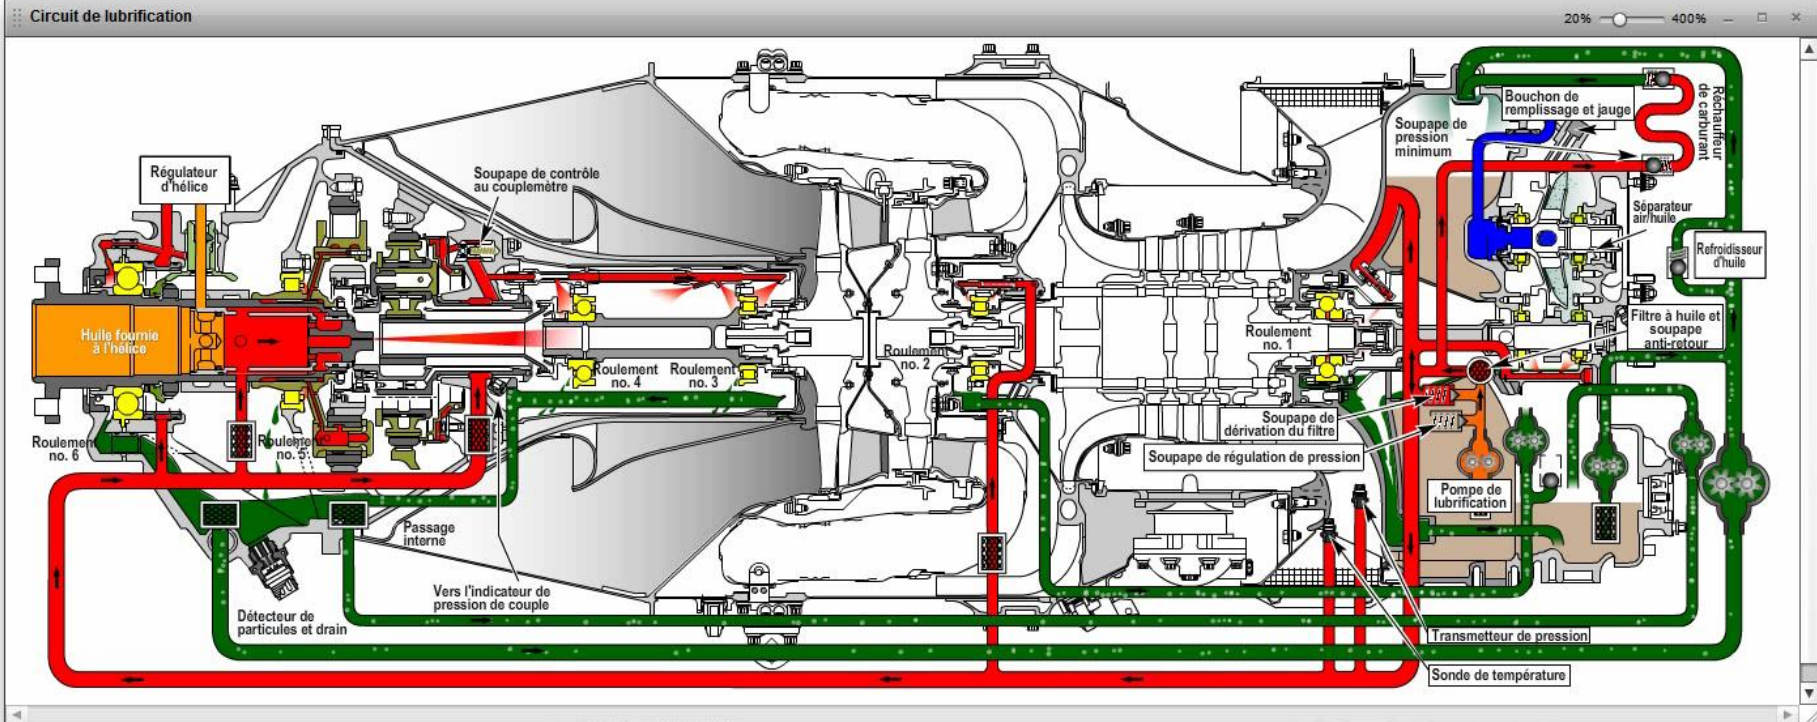 Circuit de lubrification
20%
400%
Régulateur
d'hélice
Soupape de contrôle
au couplemètre
Bouchon de
remplissage et jauge
Soupape de
pression
minimum
Réchauffeur
de carburant
Séparateur
air/huile
Refroidisseur
d'huile
Filtre à huile et
soupape
anti-retour
Huile fournie
à l'hélice
Roulement
no. 4
Roulement
no. 3
Roulement
no. 2
Roulement
no. 1
Soupape de
dérivation du filtre
Soupape de régulation de pression
Roulement
no. 6
Roulement
no. 5
Pompe de
lubrification
Passage
interne
Vers l'indicateur de
pression de couple
Détecteur de
particules et drain
Transmetteur de pression
Sonde de température